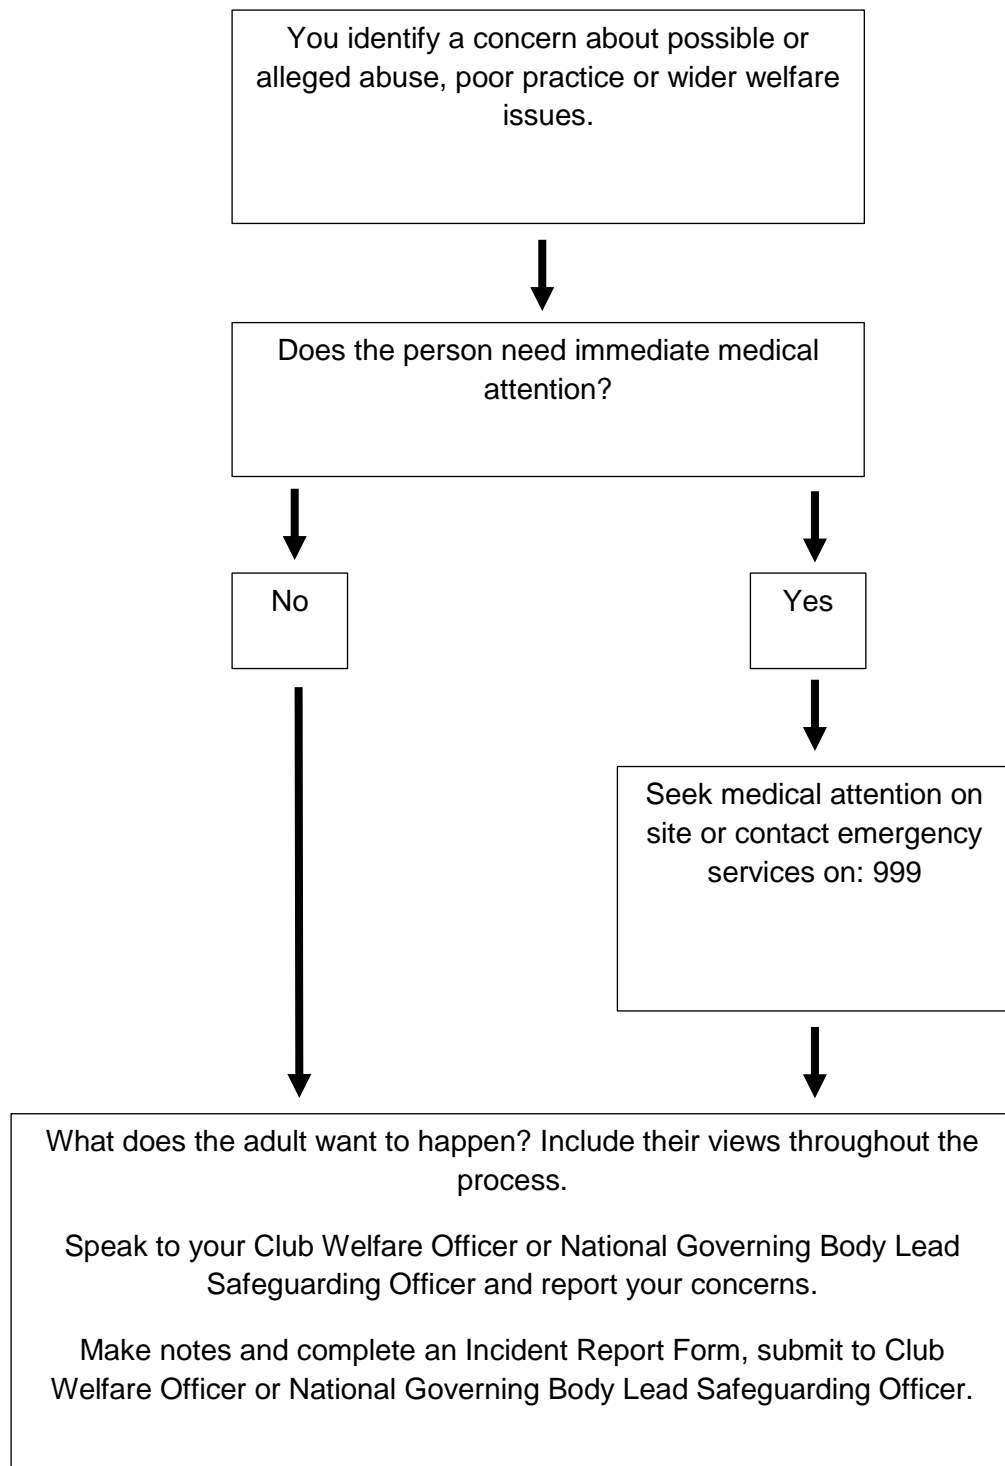 You identify a concern about possible or
alleged abuse, poor practice or wider welfare
issues.
Does the person need immediate medical
attention?
No
Yes
Seek medical attention on
site or contact emergency
services on: 999
What does the adult want to happen? Include their views throughout the
process.
Speak to your Club Welfare Officer or National Governing Body Lead
Safeguarding Officer and report your concerns.
Make notes and complete an Incident Report Form, submit to Club
Welfare Officer or National Governing Body Lead Safeguarding Officer.